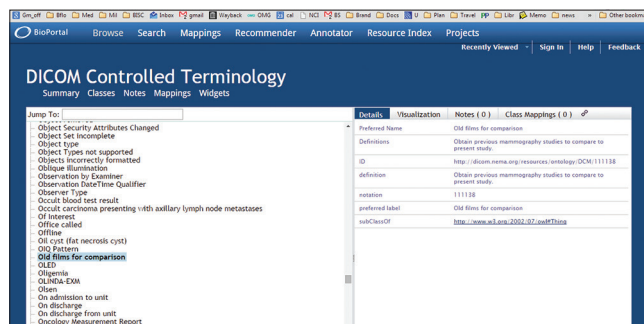 Gm_off Bflo Med Mil BISC Inbox gmail Wayback OMG cal NCI BS Brand Docs U Plan Travel PP Libr Memo news » Other bookma
BioPortal Browse Search Mappings Recommender Annotator Resource Index Projects
Recently Viewed Sign In Help Feedback
DICOM Controlled Terminology
Summary Classes Notes Mappings Widgets
Jump To:
Object Security Attributes Changed
Object Set Incomplete
Object type
Object Types not supported
Objects incorrectly formatted
Oblique illumination
Observation by Examiner
Observation DateTime Qualifier
Observer Type
Occult blood test result
Occult carcinoma presenting with axillary lymph node metastases
Of Interest
Office called
Offline
Oil cyst (fat necrosis cyst)
OIQ Pattern
Old films for comparison
OLED
Oligemia
OLINDA-EXM
Olsen
On admission to unit
On discharge
On discharge from unit
Oncology Measurement Report
Details Visualization Notes ( 0 ) Class Mappings ( 0 )
Preferred Name Old films for comparison
Definitions Obtain previous mammography studies to compare to
present study.
ID http://dicom.nema.org/resources/ontology/DCM/111138
definition Obtain previous mammography studies to compare to
present study.
notation 111138
preferred label Old films for comparison
subClassOf http://www.w3.org/2002/07/owl#Thing